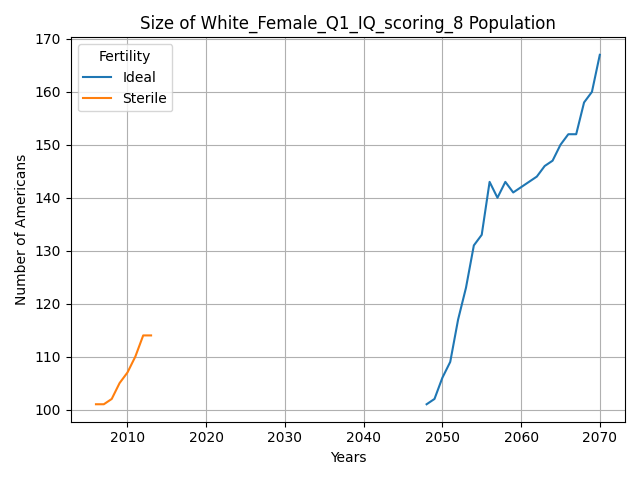 Size of White_Female_Q1_IQ_scoring_8 Population
Fertility
Ideal
Sterile
Number of Americans
170
160
150
140
130
120
110
100
2010 2020 2030 2040 2050 2060 2070
Years